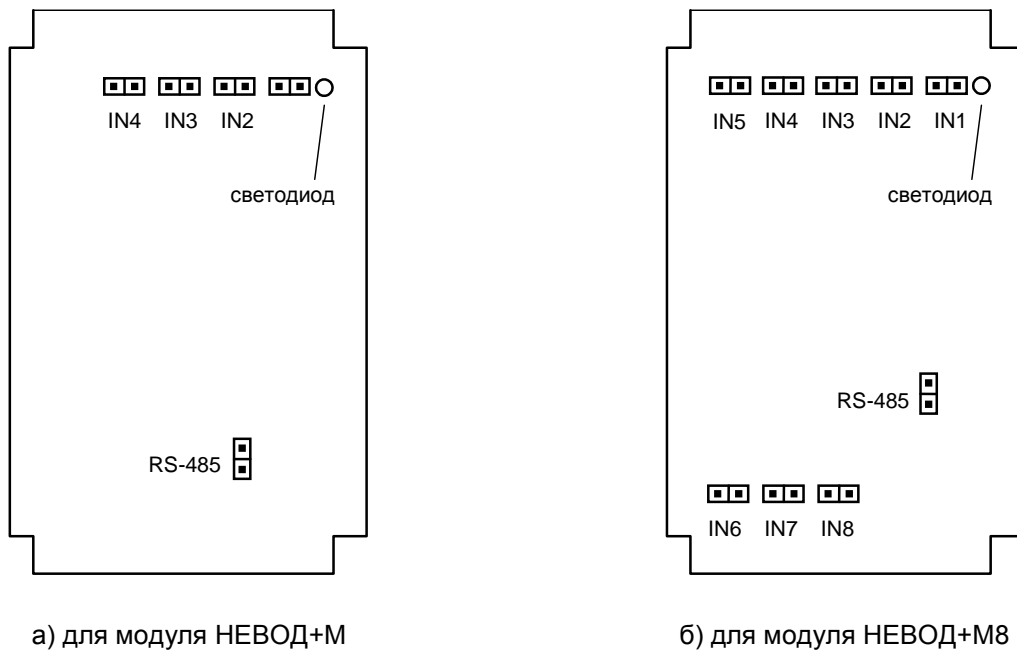 IN4 IN3 IN2
светодиод
RS-485
а) для модуля НЕВОД+М
IN5 IN4 IN3 IN2 IN1
светодиод
RS-485
IN6 IN7 IN8
б) для модуля НЕВОД+М8